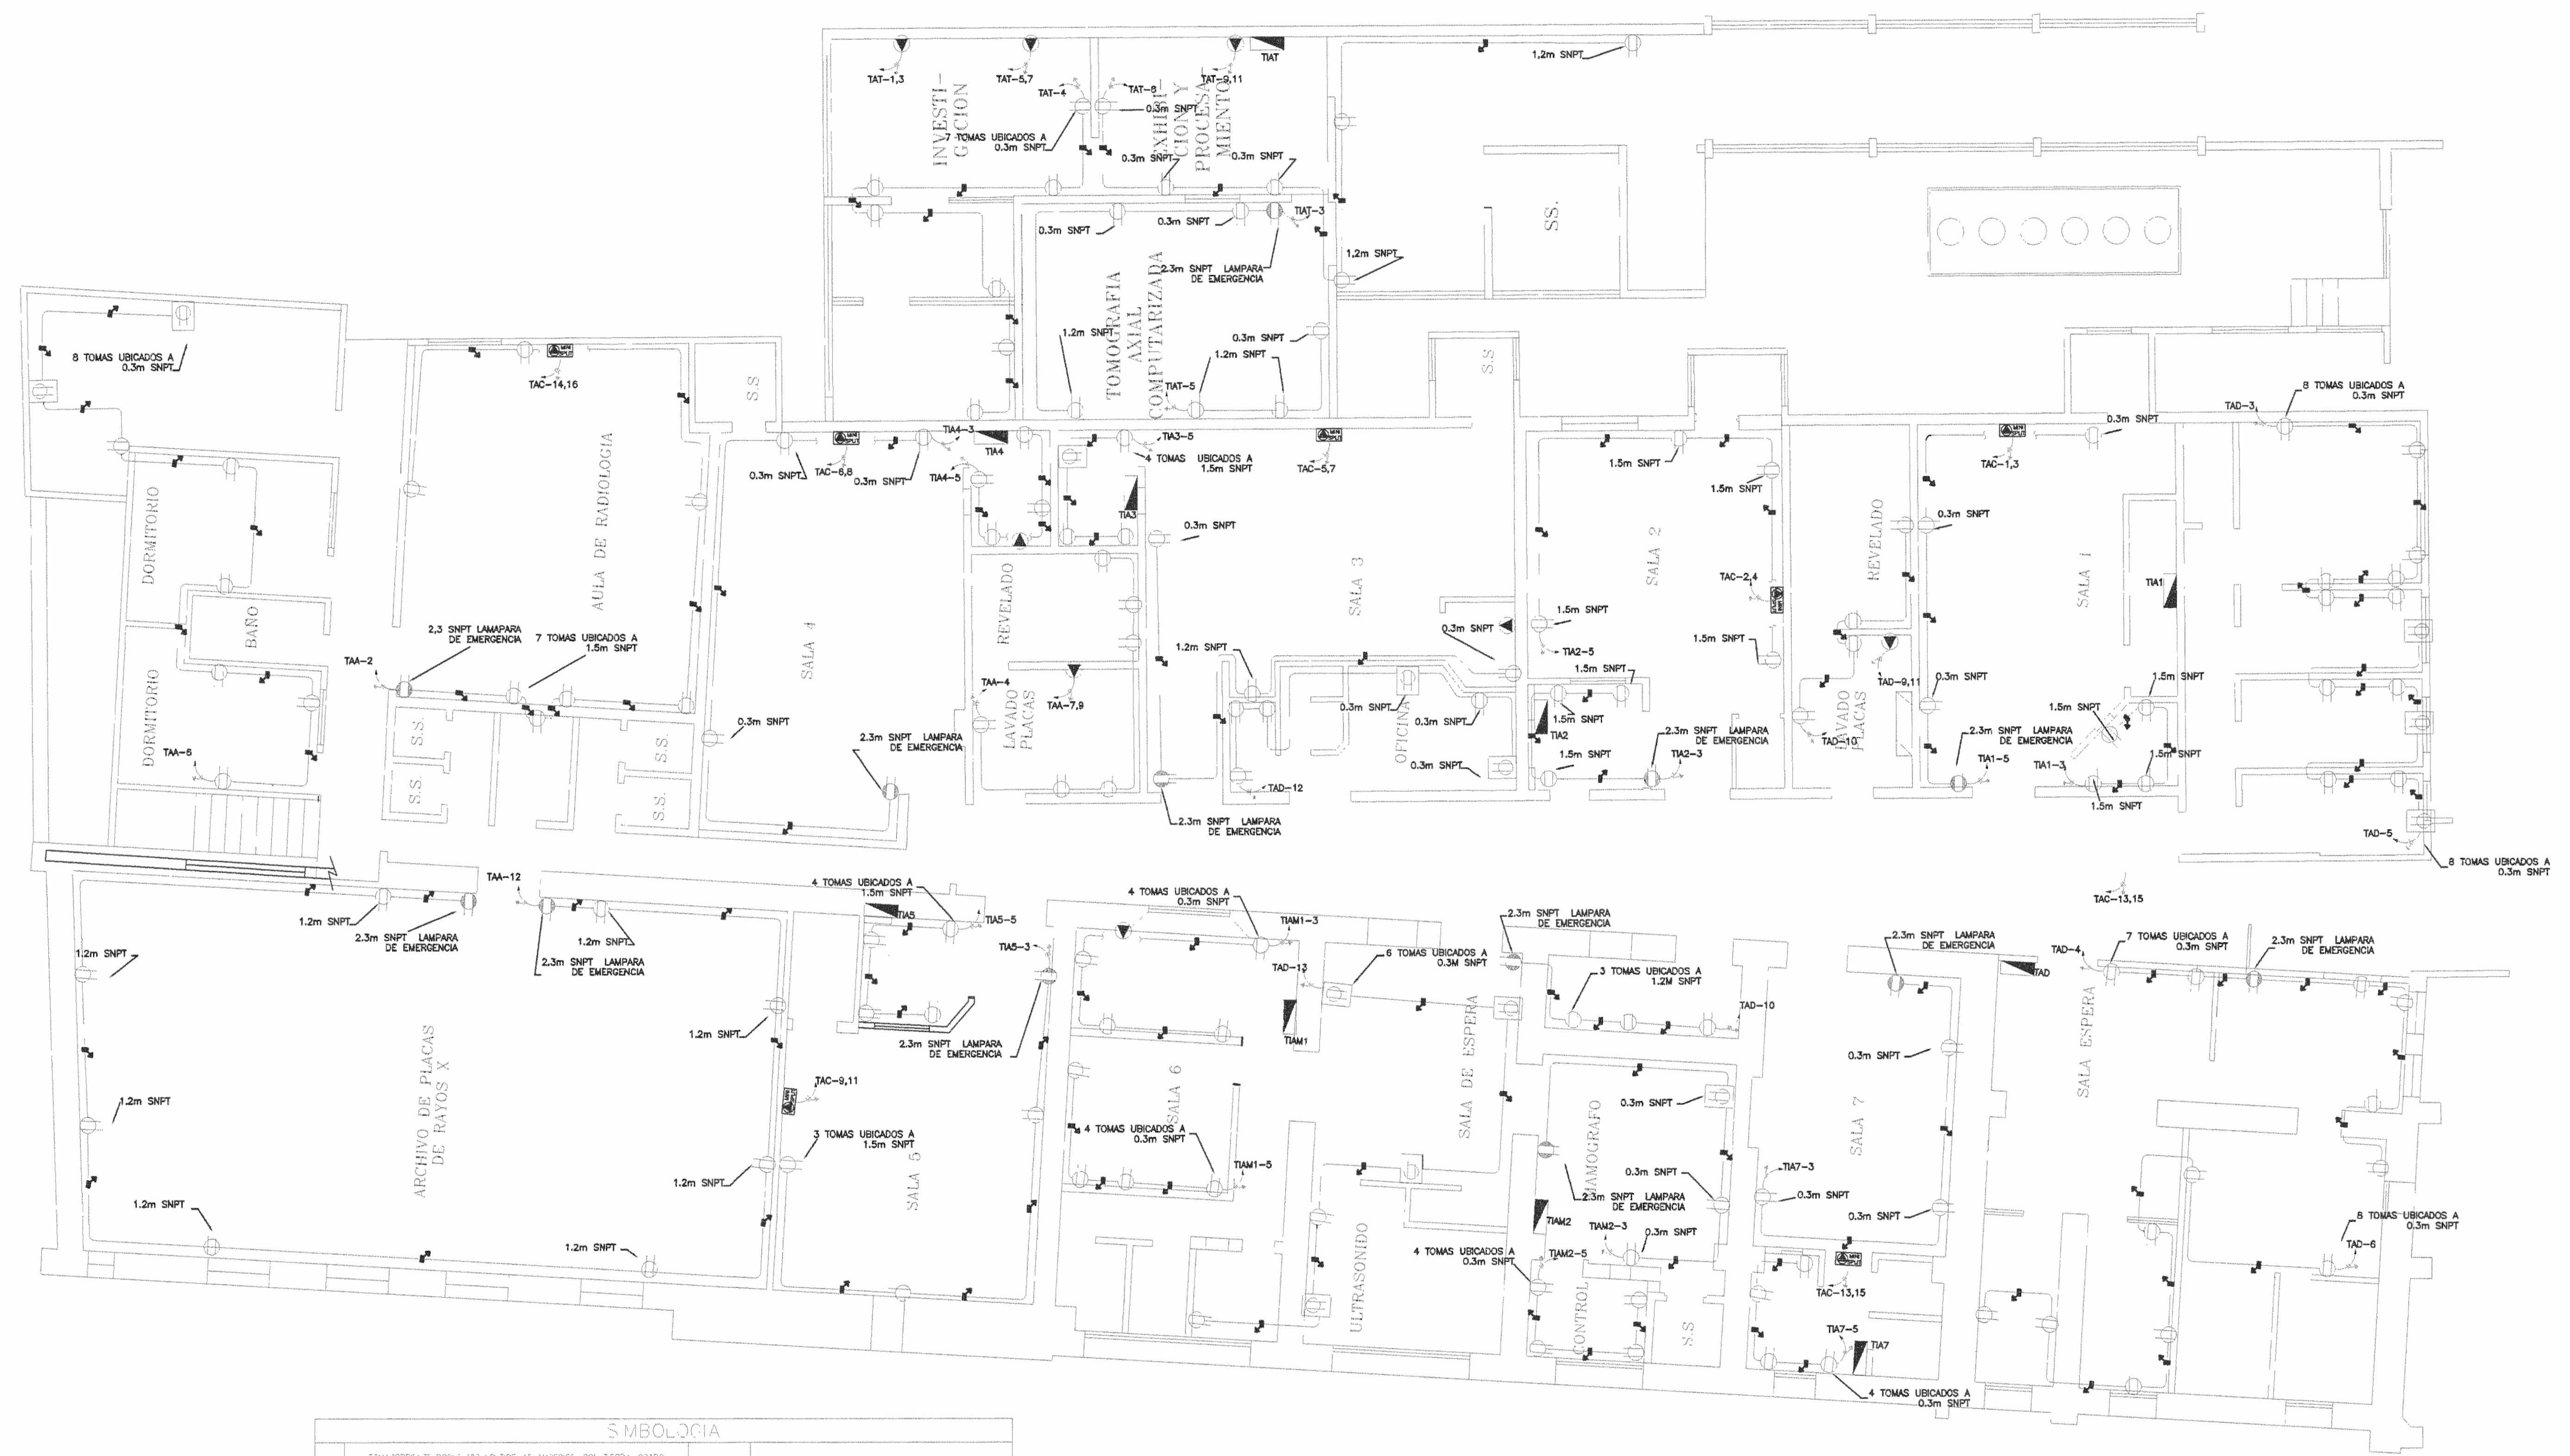 1,2m SNPT
TIAT
TAT-1,3
TAT-5,7
TAT-9,11
TAT-4
TAT-6
0.3m SNPT
INVESTI-
GACION
EXHIBI-
CION Y
PROCESA-
MIENTO
7 TOMAS UBICADOS A
0.3m SNPT
0.3m SNPT
0.3m SNPT
0.3m SNPT
0.3m SNPT
TIAT-3
SS.
2.3m SNPT LAMPARA
DE EMERGENCIA
1,2m SNPT
TOMOGRAFIA
AXIAL
COMPUTARIZADA
1.2m SNPT
0.3m SNPT
1.2m SNPT
TIAT-5
8 TOMAS UBICADOS A
0.3m SNPT
TAC-14,16
S.S
S.S
8 TOMAS UBICADOS A
0.3m SNPT
TAD-3
0.3m SNPT
TIA4-3
TIA4
TIA3-5
4 TOMAS UBICADOS A
1.5m SNPT
TAC-6,8
0.3m SNPT
0.3m SNPT
TIA4-5
TAC-5,7
1.5m SNPT
1.5m SNPT
TAC-1,3
TIA3
0.3m SNPT
0.3m SNPT
DORMITORIO
AULA DE RADIOLOGIA
REVELADO
SALA 3
SALA 2
REVELADO
SALA 1
TAC-2,4
TIA1
BAÑO
SALA 4
2,3 SNPT LAMAPARA
DE EMERGENCIA
7 TOMAS UBICADOS A
1.5m SNPT
1.5m SNPT
0.3m SNPT
TIA2-5
1.5m SNPT
1.2m SNPT
TAA-2
DORMITORIO
TAA-4
TAA-7,9
LAVADO
PLACAS
1.5m SNPT
TAD-9,11
0.3m SNPT
1.5m SNPT
0.3m SNPT
0.3m SNPT
1.5m SNPT
1.5m SNPT
OFICINA
TIA2
2.3m SNPT LAMPARA
DE EMERGENCIA
LAVADO
PLACAS
TAD-10
2.3m SNPT LAMPARA
DE EMERGENCIA
0.3m SNPT
2.3m SNPT LAMPARA
DE EMERGENCIA
S.S.
S.S.
S.S.
S.S.
TAA-6
0.3m SNPT
1.5m SNPT
TIA2-3
TIA1-5
TIA1-3
1.5m SNPT
1.5m SNPT
TAD-12
2.3m SNPT LAMPARA
DE EMERGENCIA
TAD-5
8 TOMAS UBICADOS A
0.3m SNPT
TAA-12
4 TOMAS UBICADOS A
1.5m SNPT
4 TOMAS UBICADOS A
0.3m SNPT
TAC-13,15
1.2m SNPT
2.3m SNPT LAMPARA
DE EMERGENCIA
1.2m SNPT
2.3m SNPT LAMPARA
DE EMERGENCIA
TIA5
TIA5-5
TIA5-3
TIAM1-3
2.3m SNPT LAMPARA
DE EMERGENCIA
2.3m SNPT LAMPARA
DE EMERGENCIA
TAD-4
7 TOMAS UBICADOS A
0.3m SNPT
2.3m SNPT LAMPARA
DE EMERGENCIA
1.2m SNPT
6 TOMAS UBICADOS A
0.3M SNPT
TAD-13
3 TOMAS UBICADOS A
1.2M SNPT
TAD
TAD-10
1.2m SNPT
2.3m SNPT LAMPARA
DE EMERGENCIA
TIAM1
SALA DE ESPERA
SALA ESPERA
0.3m SNPT
TAC-9,11
1.2m SNPT
ARCHIVO DE PLACAS
DE RAYOS X
SALA 6
0.3m SNPT
MAMOGRAFO
SALA 7
3 TOMAS UBICADOS A
1.5m SNPT
4 TOMAS UBICADOS A
0.3m SNPT
SALA 5
TIAM1-5
0.3m SNPT
TIA7-3
1.2m SNPT
2.3m SNPT LAMPARA
DE EMERGENCIA
0.3m SNPT
1.2m SNPT
0.3m SNPT
TIAM2
TIAM2-3
0.3m SNPT
8 TOMAS UBICADOS A
0.3m SNPT
TAD-6
1.2m SNPT
4 TOMAS UBICADOS A
0.3m SNPT
TIAM2-5
ULTRASONIDO
CONTROL
S.S
TAC-13,15
TIA7-5
TIA7
4 TOMAS UBICADOS A
0.3m SNPT
SIMBOLOGIA